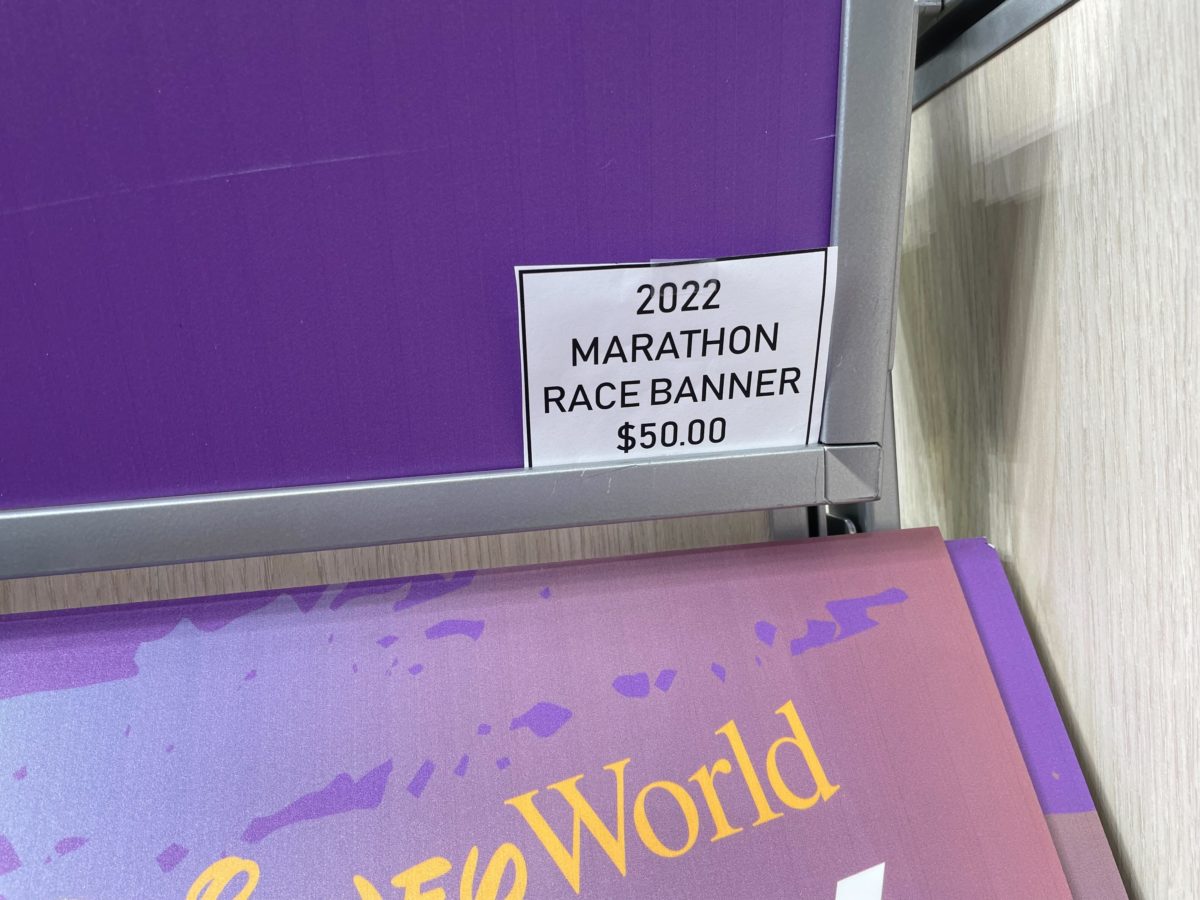 2022
MARATHON
RACE BANNER
$50.00
World